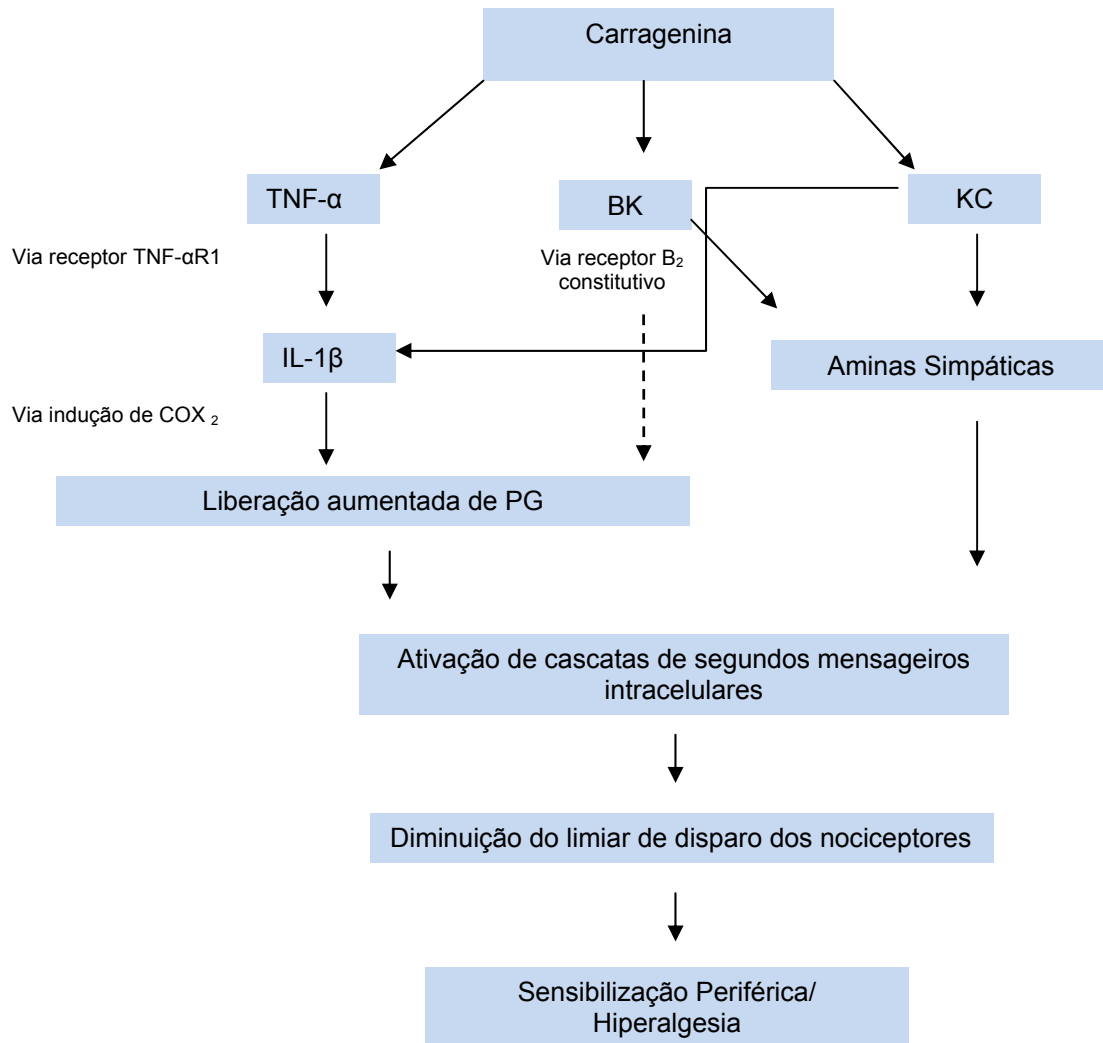 Carragenina
TNF-α
BK
KC
Via receptor TNF-αR1
Via receptor B₂
constitutivo
IL-1β
Aminas Simpáticas
Via indução de COX ₂
Liberação aumentada de PG
Ativação de cascatas de segundos mensageiros
intracelulares
Diminuição do limiar de disparo dos nociceptores
Sensibilização Periférica/
Hiperalgesia